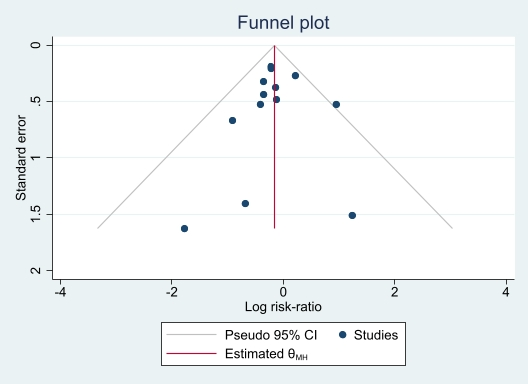 Funnel plot
Standard error
0
.5
1
1.5
2
-4
-2
0
2
4
Log risk-ratio
Pseudo 95% CI
Studies
Estimated θMH